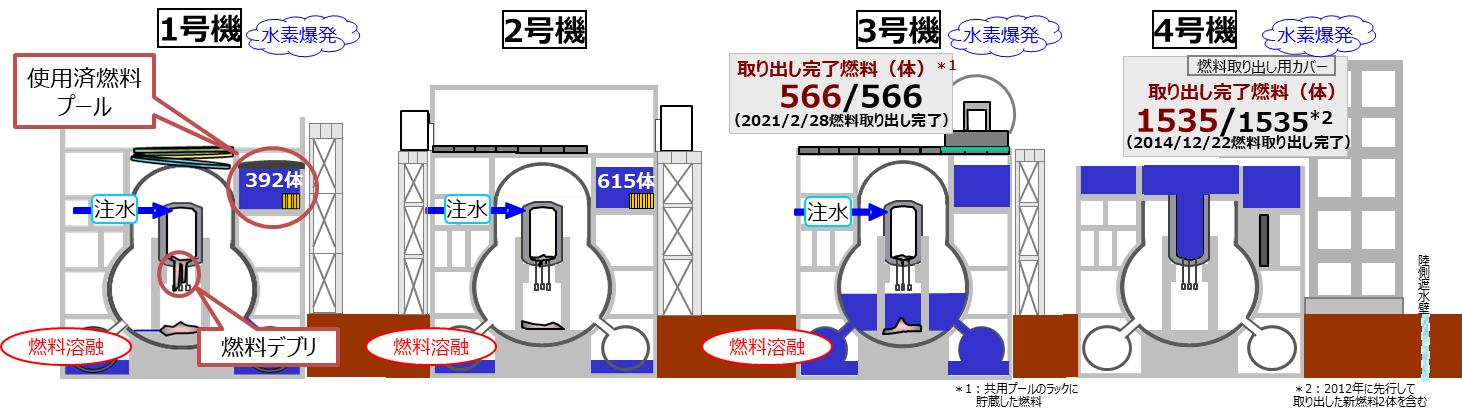 1号機
水素爆発
使用済燃料
プール
392体
注水
燃料溶融
燃料デブリ
2号機
615体
注水
燃料溶融
3号機
水素爆発
取り出し完了燃料（体）＊1
566/566
（2021/2/28燃料取り出し完了）
注水
燃料溶融
＊1：共用プールのラックに
貯蔵した燃料
4号機
水素爆発
燃料取り出し用カバー
取り出し完了燃料（体）
1535/1535＊2
（2014/12/22燃料取り出し完了）
陸側遮水壁
＊2：2012年に先行して
取り出した新燃料2体を含む